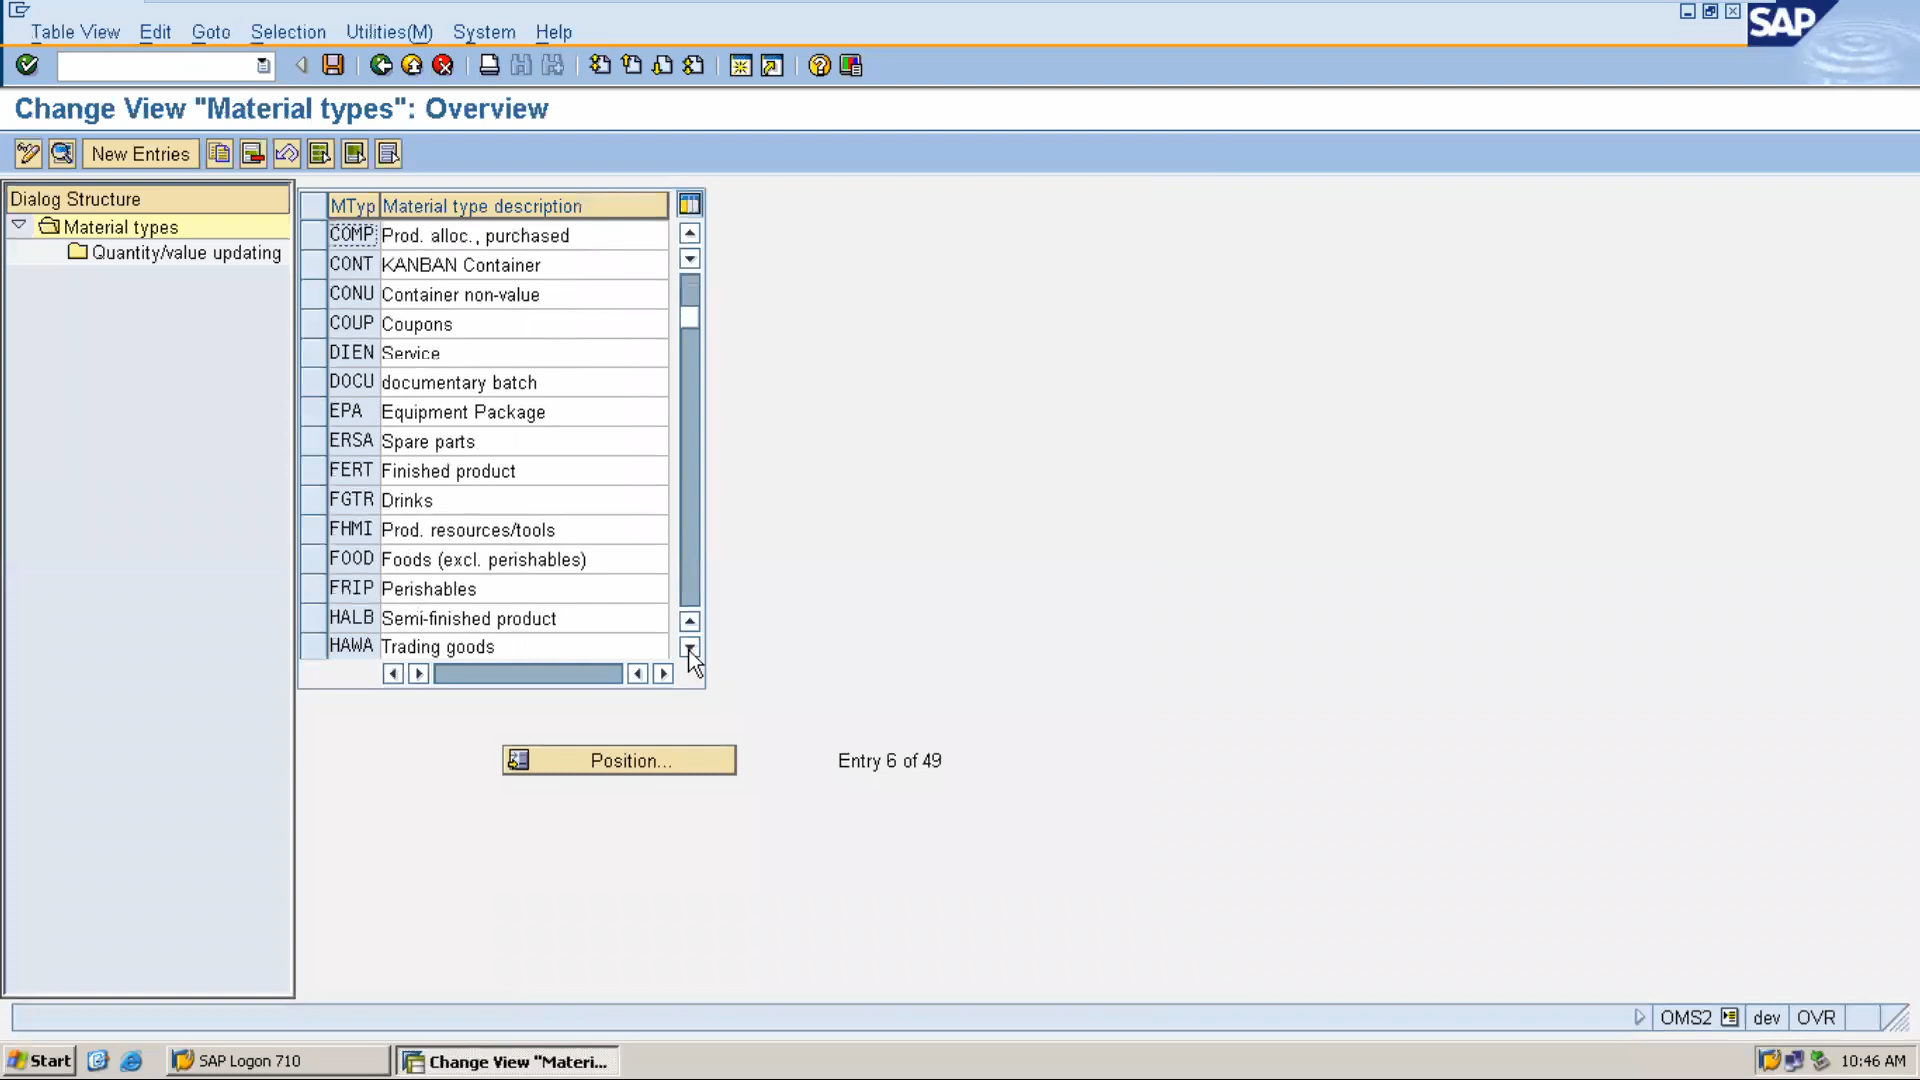 Table View Edit Goto Selection Utilities(M) System Help
SAP
Change View "Material types": Overview
New Entries
Dialog Structure
Material types
Quantity/value updating
MTyp Material type description
COMP Prod. alloc., purchased
CONT KANBAN Container
CONU Container non-value
COUP Coupons
DIEN Service
DOCU documentary batch
EPA Equipment Package
ERSA Spare parts
FERT Finished product
FGTR Drinks
FHMI Prod. resources/tools
FOOD Foods (excl. perishables)
FRIP Perishables
HALB Semi-finished product
HAWA Trading goods
Position... Entry 6 of 49
OMS2 dev OVR
Start SAP Logon 710 Change View "Materi... 10:46 AM